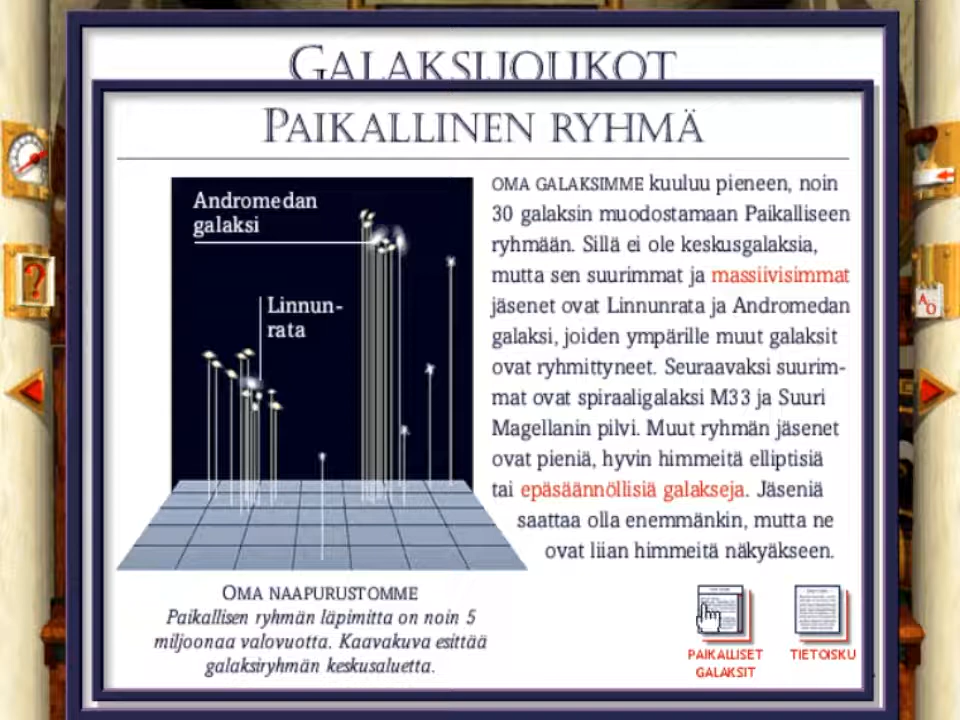 GALAKSIJOUKOT
PAIKALLINEN RYHMÄ
Andromedan
galaksi
Linnun-
rata
OMA GALAKSIMME kuuluu pieneen, noin
30 galaksin muodostamaan Paikalliseen
ryhmään. Sillä ei ole keskusgalaksia,
mutta sen suurimmat ja massiivisimmat
jäsenet ovat Linnunrata ja Andromedan
galaksi, joiden ympärille muut galaksit
ovat ryhmittyneet. Seuraavaksi suurim-
mat ovat spiraaligalaksi M33 ja Suuri
Magellanin pilvi. Muut ryhmän jäsenet
ovat pieniä, hyvin himmeitä elliptisiä
tai epäsäännöllisiä galakseja. Jäseniä
saattaa olla enemmänkin, mutta ne
ovat liian himmeitä näkyäkseen.
OMA NAAPURUSTOMME
Paikallisen ryhmän läpimitta on noin 5
miljoonaa valovuotta. Kaavakuva esittää
galaksiryhmän keskusaluetta.
PAIKALLISET
GALAKSIT
TIETOISKU
?
A
O